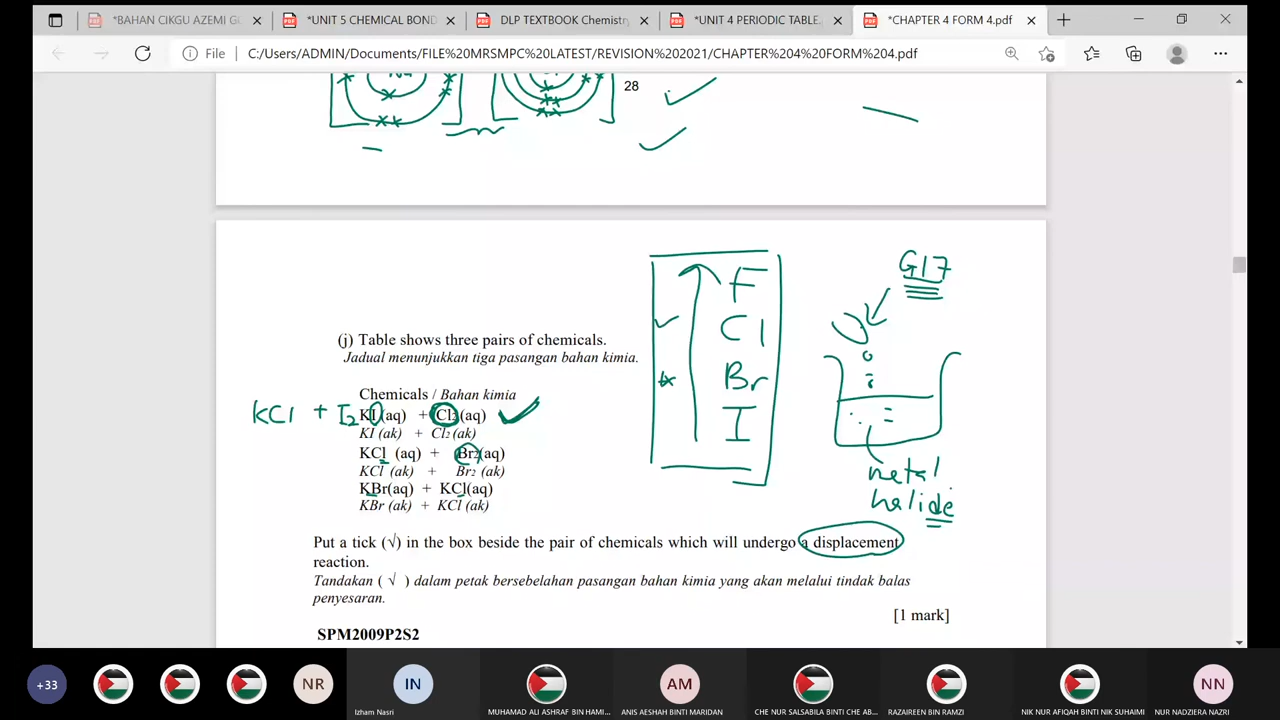 *BAHAN CIKGU AZEMI G
*UNIT 5 CHEMICAL BOND
DLP TEXTBOOK Chemistry
*UNIT 4 PERIODIC TABLE
*CHAPTER 4 FORM 4.pdf
File
C:/Users/ADMIN/Documents/FILE%20MRSMPC%20LATEST/REVISION%202021/CHAPTER%204%20FORM%204.pdf
28
G17
F
Cl
Br
I
(j) Table shows three pairs of chemicals.
Jadual menunjukkan tiga pasangan bahan kimia.
Chemicals / Bahan kimia
KCl + I₂
KI(aq) + Cl₂(aq)
KI (ak) + Cl₂ (ak)
KCl (aq) + Br₂(aq)
KCl (ak) + Br₂ (ak)
KBr(aq) + KCl(aq)
KBr (ak) + KCl (ak)
metal
halide
Put a tick (√) in the box beside the pair of chemicals which will undergo a displacement
reaction.
Tandakan ( √ ) dalam petak bersebelahan pasangan bahan kimia yang akan melalui tindak balas
penyesaran.
[1 mark]
SPM2009P2S2
+33
NR
IN
AM
NN
Izham Nasri
MUHAMAD ALI ASHRAF BIN HAMI...
ANIS AEISHAH BINTI MARIDAN
CHE NUR SALSABILA BINTI CHE AB...
RAZAIREEN BIN RAMZI
NIK NUR AFIQAH BINTI NIK SUHAIMI
NUR NADZIERA NAZRI